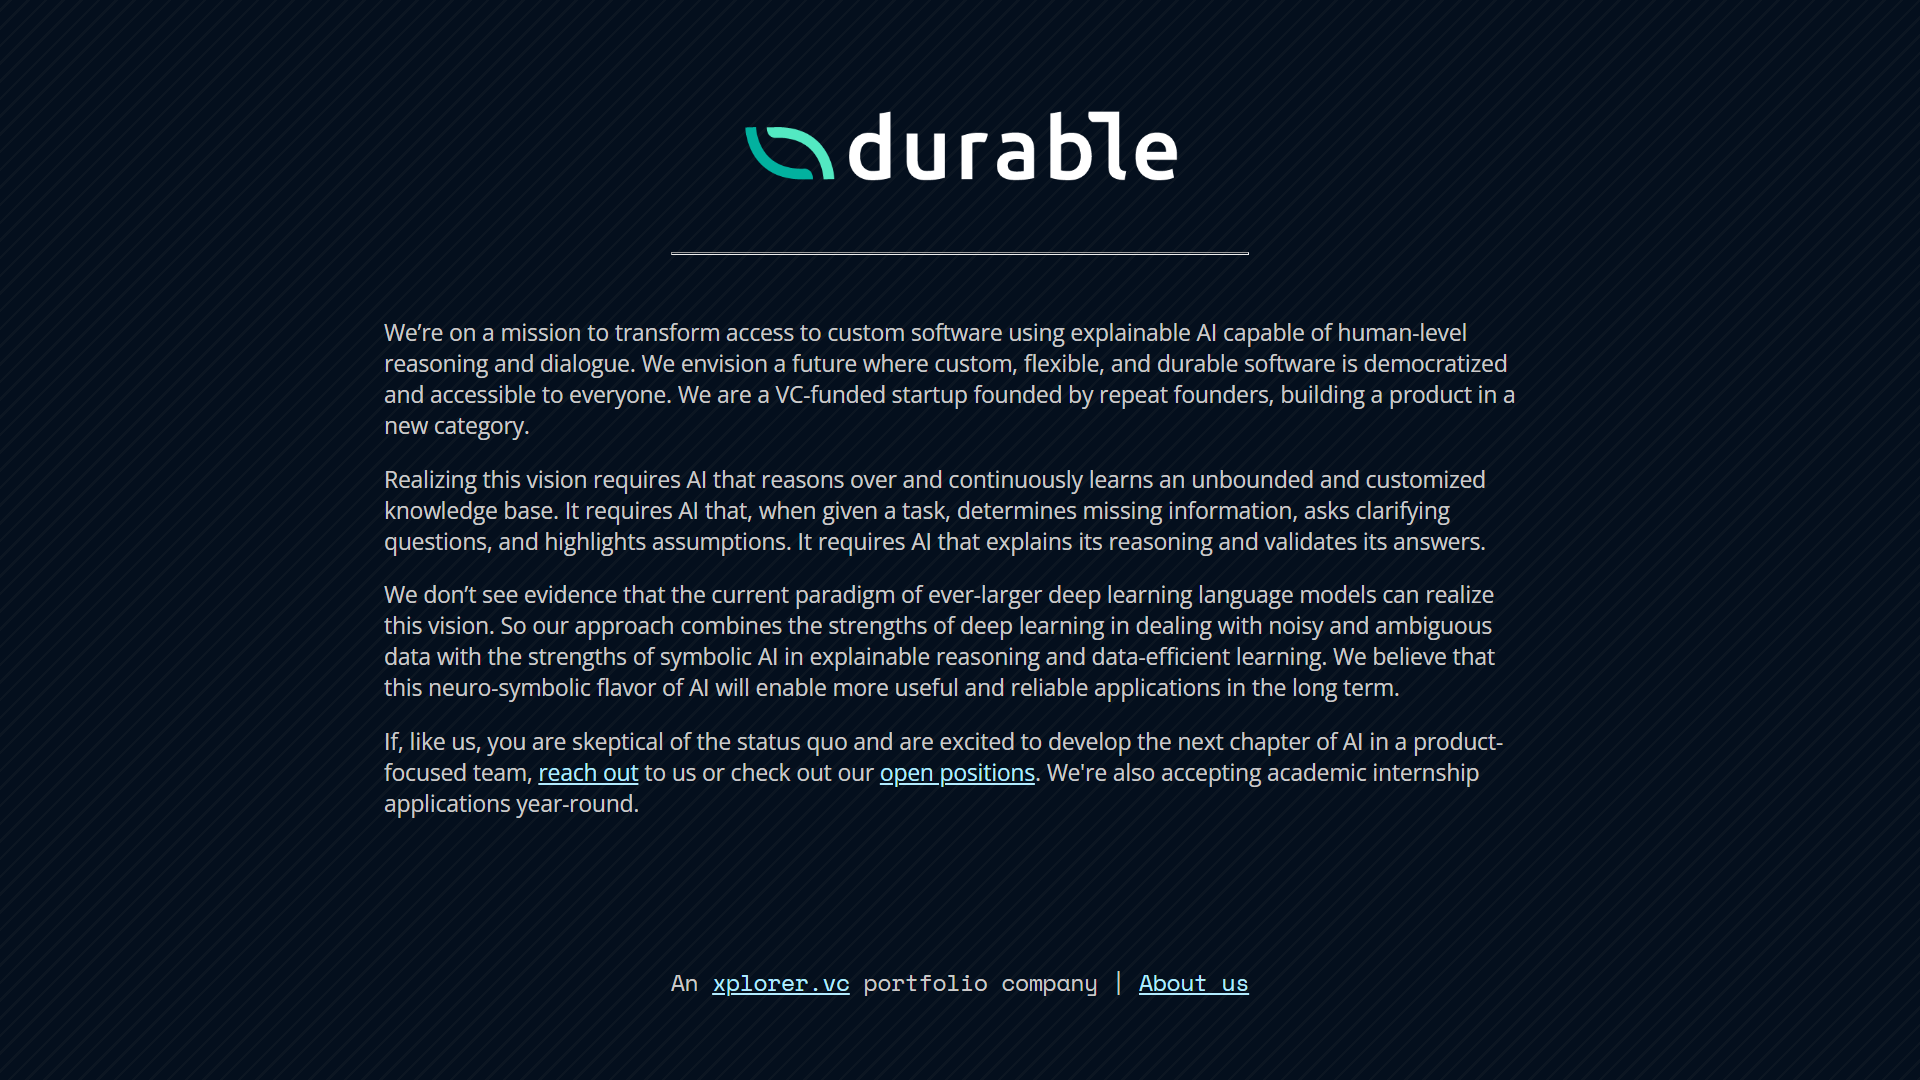 durable
We’re on a mission to transform access to custom software using explainable AI capable of human-level
reasoning and dialogue. We envision a future where custom, flexible, and durable software is democratized
and accessible to everyone. We are a VC-funded startup founded by repeat founders, building a product in a
new category.
Realizing this vision requires AI that reasons over and continuously learns an unbounded and customized
knowledge base. It requires AI that, when given a task, determines missing information, asks clarifying
questions, and highlights assumptions. It requires AI that explains its reasoning and validates its answers.
We don’t see evidence that the current paradigm of ever-larger deep learning language models can realize
this vision. So our approach combines the strengths of deep learning in dealing with noisy and ambiguous
data with the strengths of symbolic AI in explainable reasoning and data-efficient learning. We believe that
this neuro-symbolic flavor of AI will enable more useful and reliable applications in the long term.
If, like us, you are skeptical of the status quo and are excited to develop the next chapter of AI in a product-
focused team, reach out to us or check out our open positions. We're also accepting academic internship
applications year-round.
An xplorer.vc portfolio company | About us